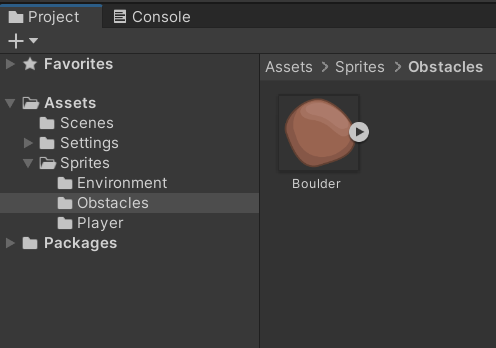 Project
Console
Favorites
Assets
Scenes
Settings
Sprites
Environment
Obstacles
Player
Packages
Assets > Sprites > Obstacles
Boulder